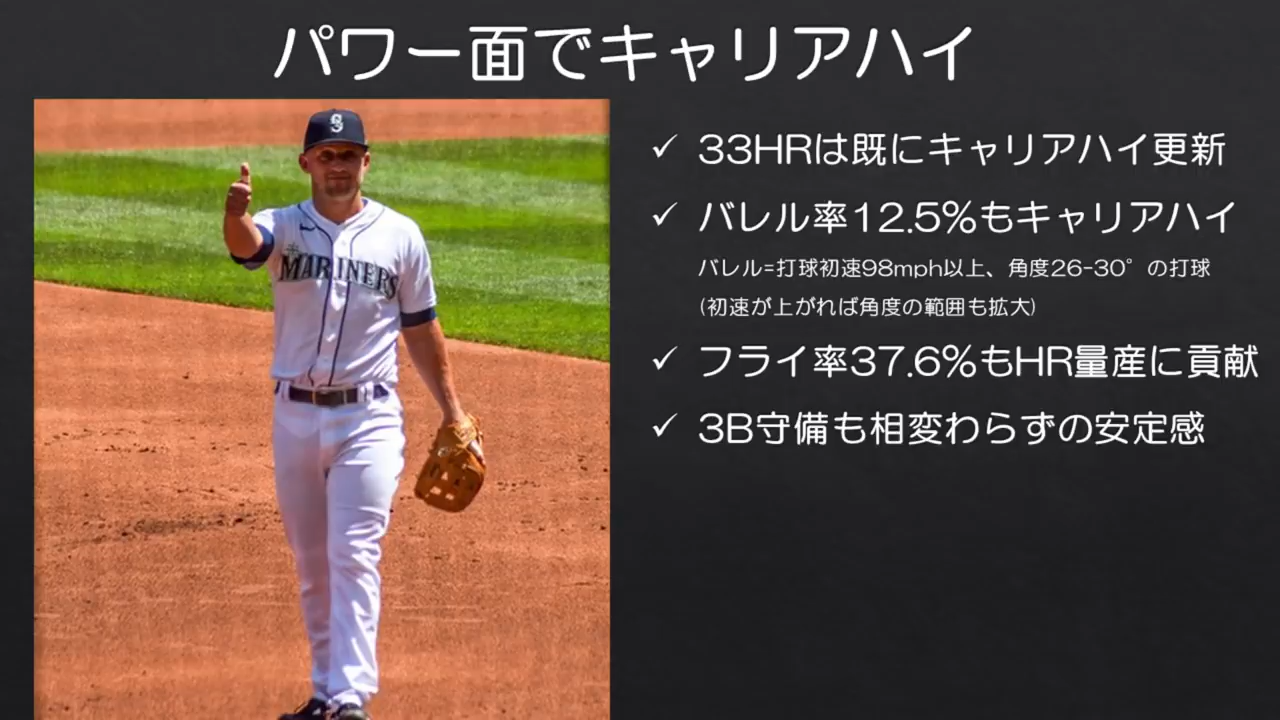 パワー面でキャリアハイ
33HRは既にキャリアハイ更新
バレル率12.5%もキャリアハイ
バレル=打球初速98mph以上、角度26-30°の打球
(初速が上がれば角度の範囲も拡大)
フライ率37.6%もHR量産に貢献
3B守備も相変わらずの安定感
S
MARINERS